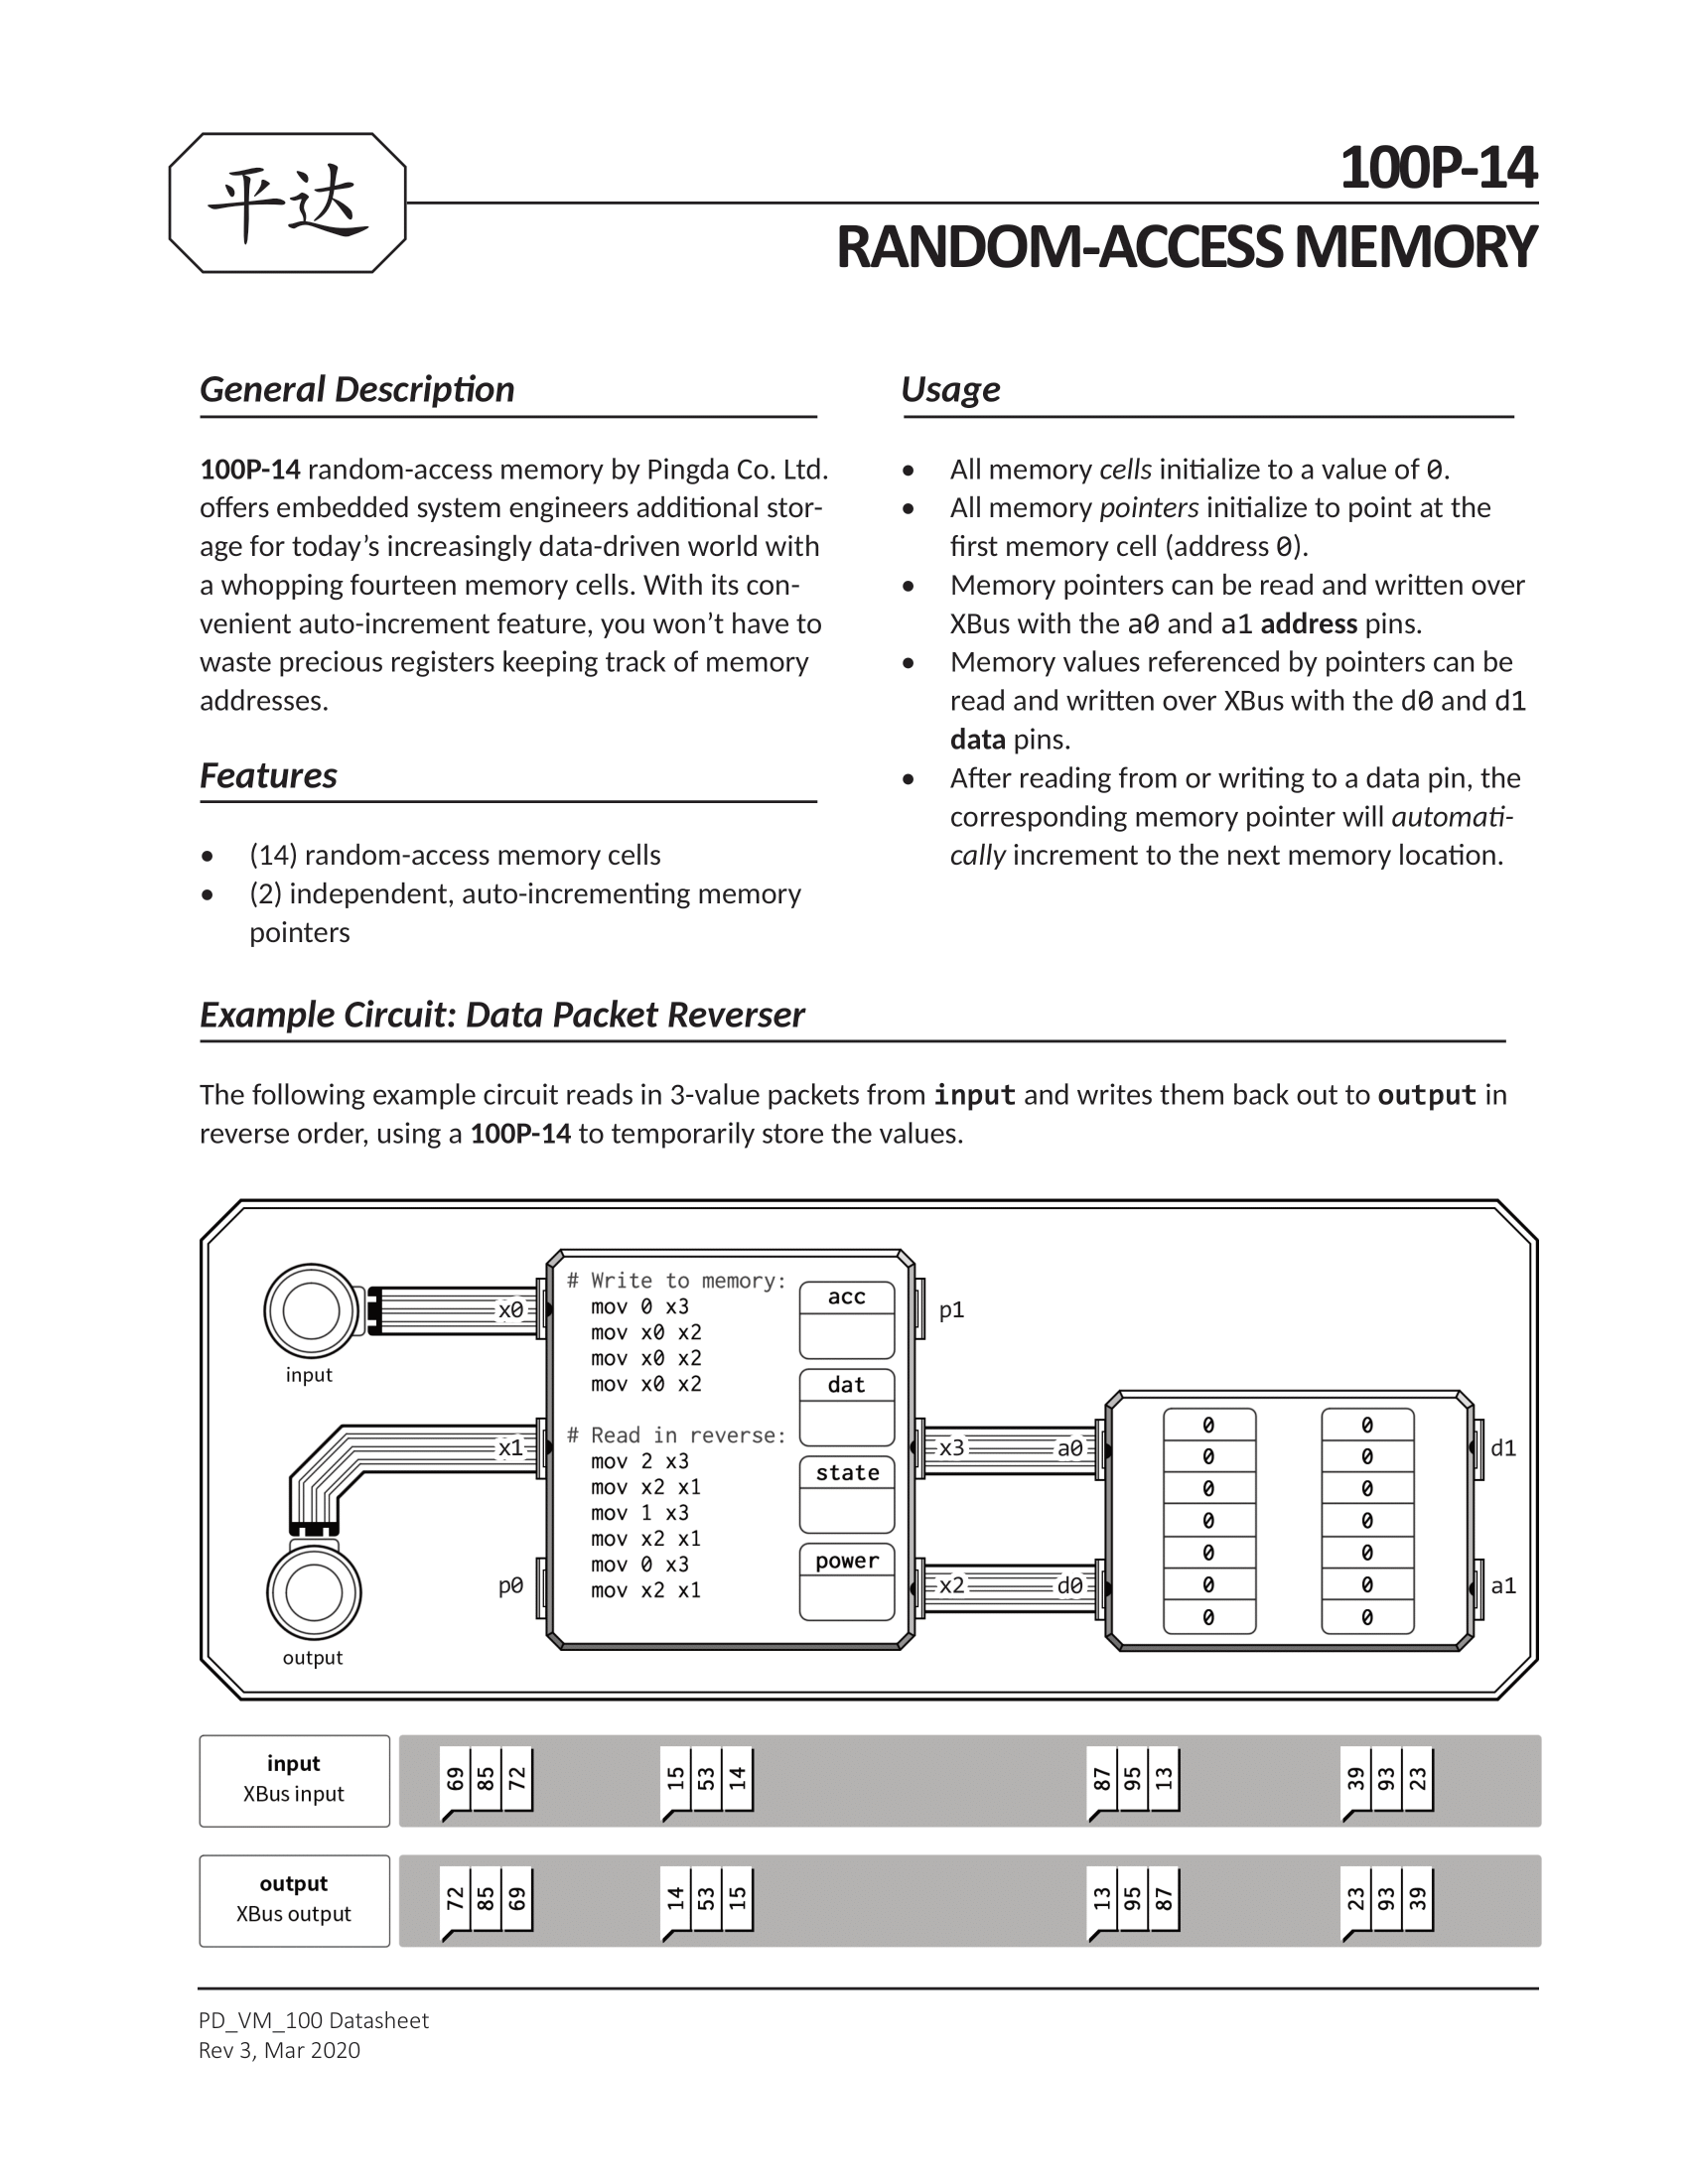 平达
100P-14
RANDOM-ACCESS MEMORY
General Description
100P-14 random-access memory by Pingda Co. Ltd.
offers embedded system engineers additional stor-
age for today’s increasingly data-driven world with
a whopping fourteen memory cells. With its con-
venient auto-increment feature, you won’t have to
waste precious registers keeping track of memory
addresses.
Features
• (14) random-access memory cells
• (2) independent, auto-incrementing memory
pointers
Usage
• All memory cells initialize to a value of 0.
• All memory pointers initialize to point at the
first memory cell (address 0).
• Memory pointers can be read and written over
XBus with the a0 and a1 address pins.
• Memory values referenced by pointers can be
read and written over XBus with the d0 and d1
data pins.
• After reading from or writing to a data pin, the
corresponding memory pointer will automati-
cally increment to the next memory location.
Example Circuit: Data Packet Reverser
The following example circuit reads in 3-value packets from input and writes them back out to output in
reverse order, using a 100P-14 to temporarily store the values.
input
output
x0
x1
p0
# Write to memory:
mov 0 x3
mov x0 x2
mov x0 x2
mov x0 x2
# Read in reverse:
mov 2 x3
mov x2 x1
mov 1 x3
mov x2 x1
mov 0 x3
mov x2 x1
acc
dat
state
power
p1
x3 a0
x2 d0
0 0
0 0
0 0
0 0
0 0
0 0
0 0
d1
a1
input
XBus input
69 85 72
15 53 14
87 95 13
39 93 23
output
XBus output
72 85 69
14 53 15
13 95 87
23 93 39
PD_VM_100 Datasheet
Rev 3, Mar 2020